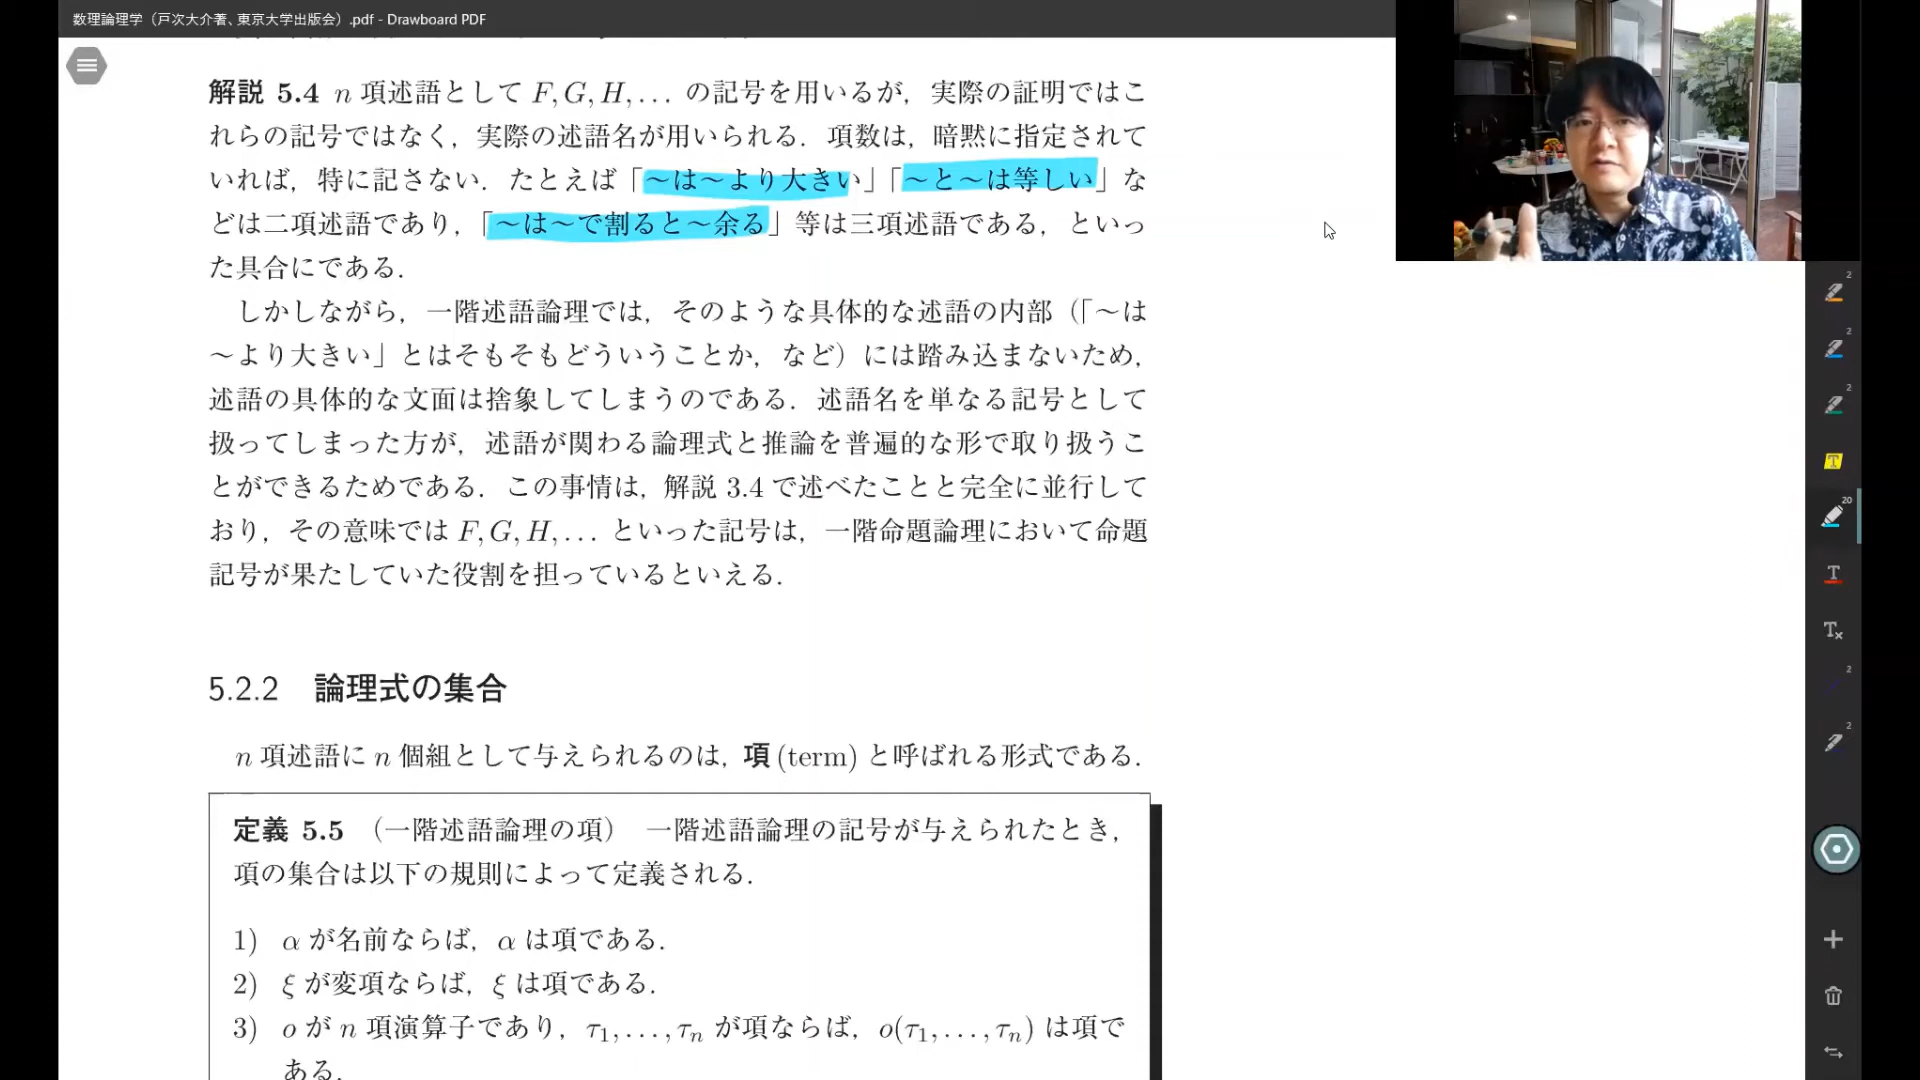 数理論理学（戸次大介著、東京大学出版会）.pdf - Drawboard PDF
解説 5.4 n 項述語として F, G, H, . . . の記号を用いるが，実際の証明ではこ
れらの記号ではなく，実際の述語名が用いられる．項数は，暗黙に指定されて
いれば，特に記さない．たとえば「～は～より大きい」「～と～は等しい」な
どは二項述語であり，「～は～で割ると～余る」等は三項述語である，といっ
た具合にである．
しかしながら，一階述語論理では，そのような具体的な述語の内部（「～は
～より大きい」とはそもそもどういうことか，など）には踏み込まないため，
述語の具体的な文面は捨象してしまうのである．述語名を単なる記号として
扱ってしまった方が，述語が関わる論理式と推論を普遍的な形で取り扱うこ
とができるためである．この事情は，解説 3.4 で述べたことと完全に並行して
おり，その意味では F, G, H, . . . といった記号は，一階命題論理において命題
記号が果たしていた役割を担っているといえる．
5.2.2 論理式の集合
n 項述語に n 個組として与えられるのは，項 (term) と呼ばれる形式である．
定義 5.5 （一階述語論理の項） 一階述語論理の記号が与えられたとき，
項の集合は以下の規則によって定義される．
1) α が名前ならば，α は項である．
2) ξ が変項ならば，ξ は項である．
3) o が n 項演算子であり，τ₁, . . . , τₙ が項ならば，o(τ₁, . . . , τₙ) は項で
ある．
2
2
2
T
20
T
Tx
2
2